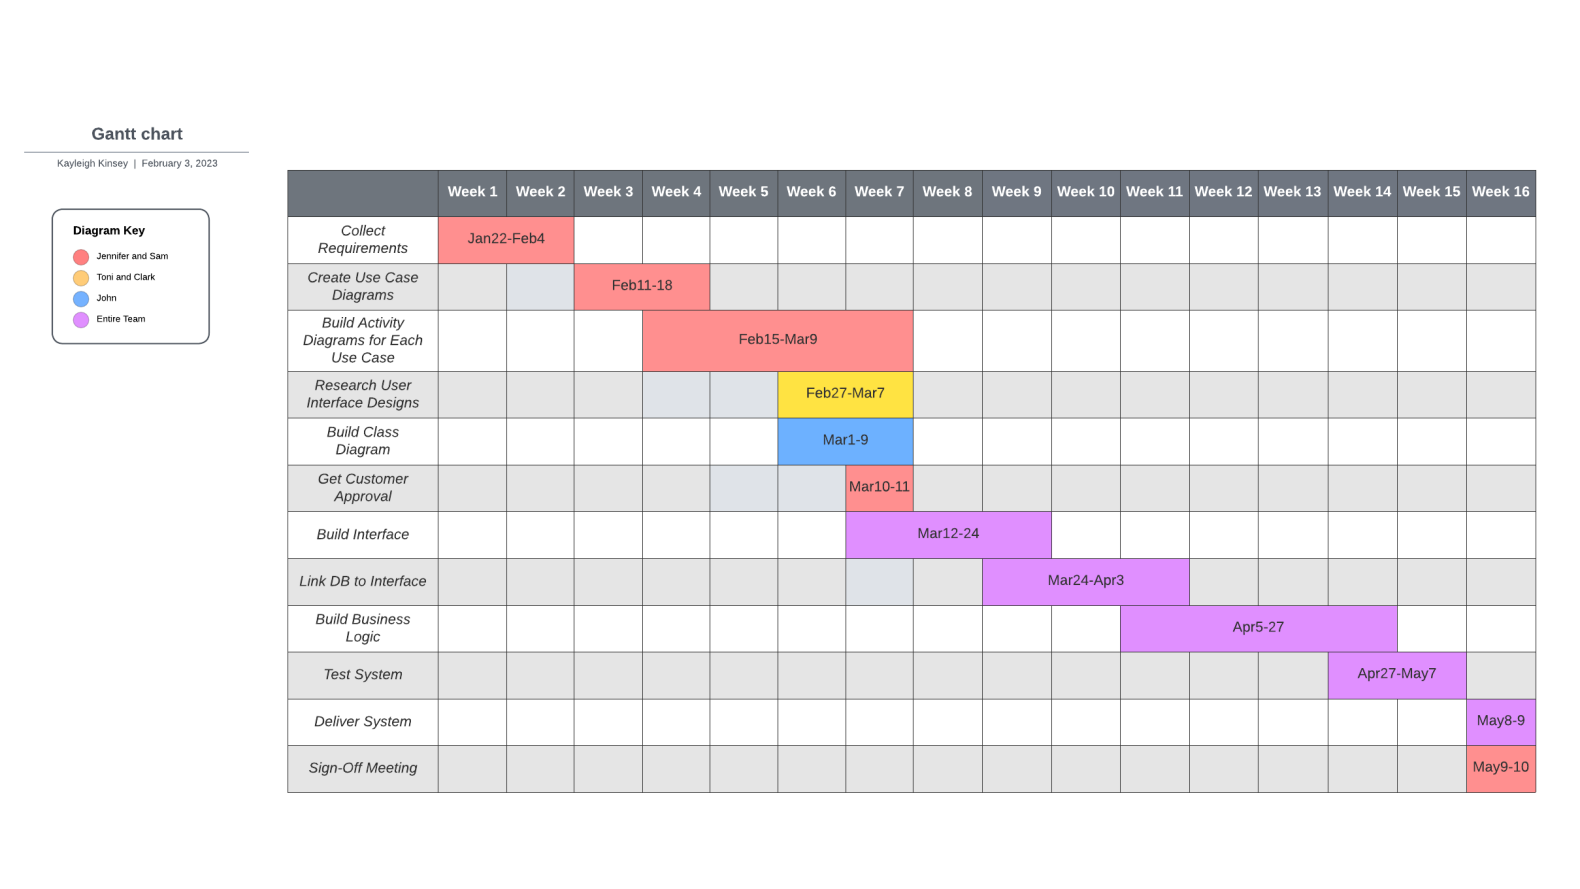 Gantt chart
Kayleigh Kinsey | February 3, 2023
Diagram Key
Jennifer and Sam
Toni and Clark
John
Entire Team
Week 1 Week 2 Week 3 Week 4 Week 5 Week 6 Week 7 Week 8 Week 9 Week 10 Week 11 Week 12 Week 13 Week 14 Week 15 Week 16
Collect
Requirements
Jan22-Feb4
Create Use Case
Diagrams
Feb11-18
Build Activity
Diagrams for Each
Use Case
Feb15-Mar9
Research User
Interface Designs
Feb27-Mar7
Build Class
Diagram
Mar1-9
Get Customer
Approval
Mar10-11
Build Interface
Mar12-24
Link DB to Interface
Mar24-Apr3
Build Business
Logic
Apr5-27
Test System
Apr27-May7
Deliver System
May8-9
Sign-Off Meeting
May9-10